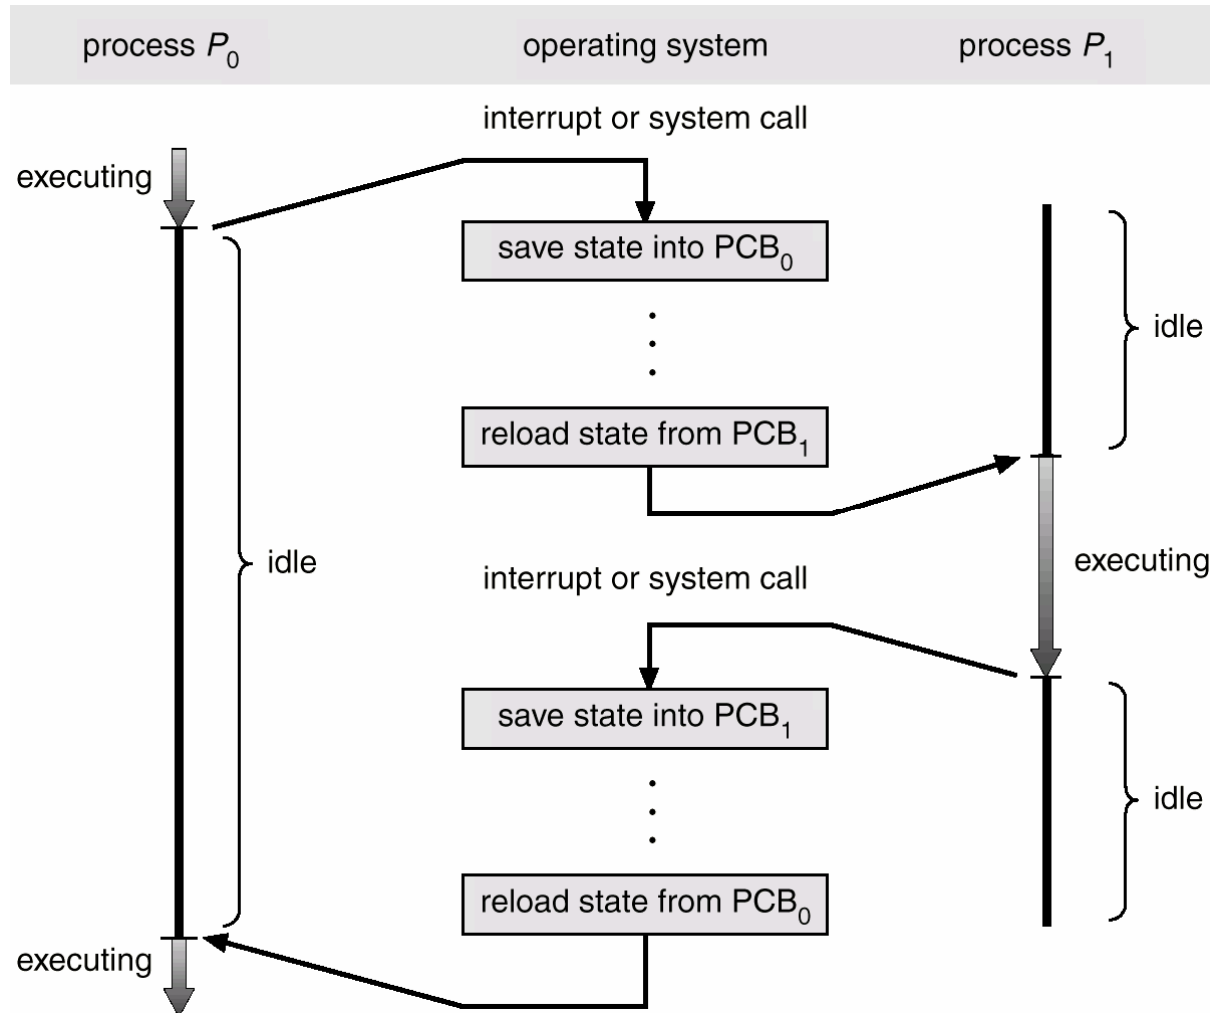 process P₀ operating system process P₁
interrupt or system call
executing
save state into PCB₀
idle
reload state from PCB₁
idle
executing
interrupt or system call
save state into PCB₁
idle
reload state from PCB₀
executing